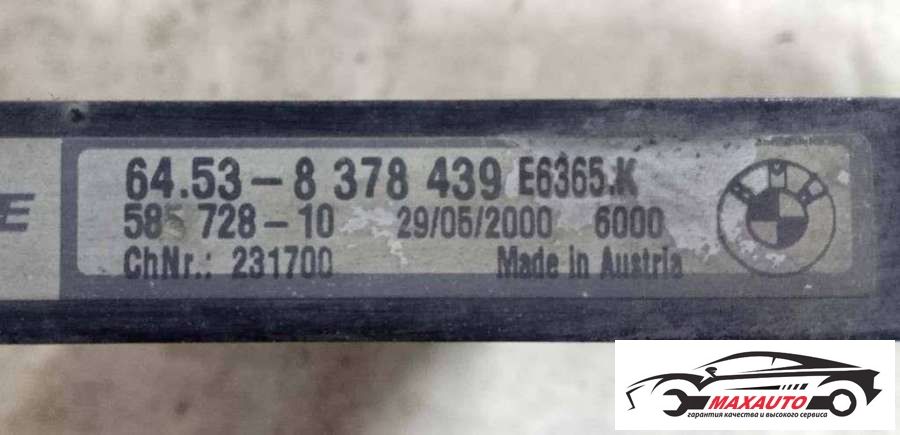 64.53-8 378 439 E6365.K
728-10 29/05/2000 6000
ChNr.: 231700 Made in Austria
E
BMW
MAXAUTO
гарантия качества и высокого сервиса